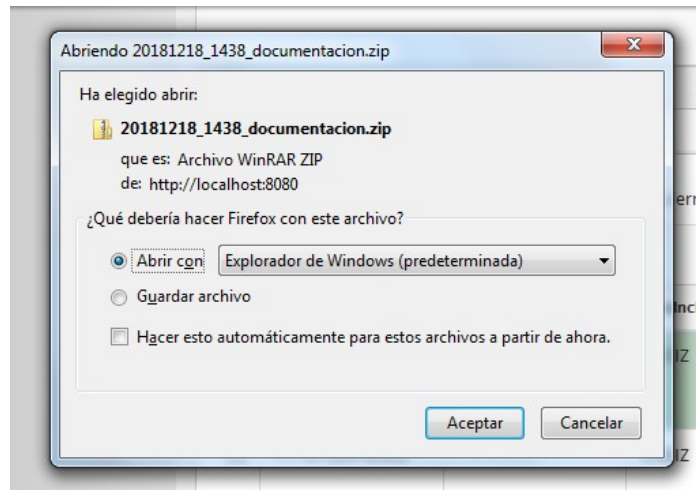 Abriendo 20181218_1438_documentacion.zip
Ha elegido abrir:
20181218_1438_documentacion.zip
que es: Archivo WinRAR ZIP
de: http://localhost:8080
¿Qué debería hacer Firefox con este archivo?
Abrir con Explorador de Windows (predeterminada)
Guardar archivo
Hacer esto automáticamente para estos archivos a partir de ahora.
Aceptar Cancelar